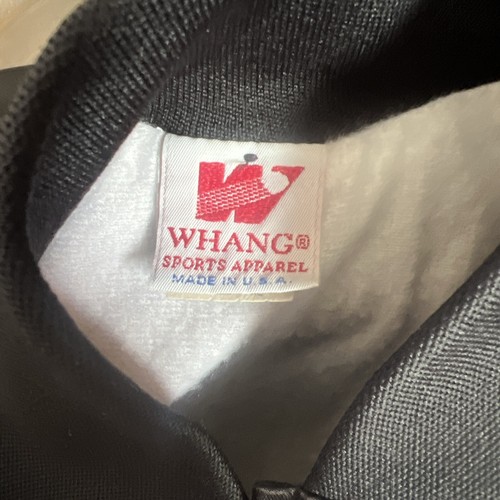 W
WHANG®
SPORTS APPAREL
MADE IN U.S.A.